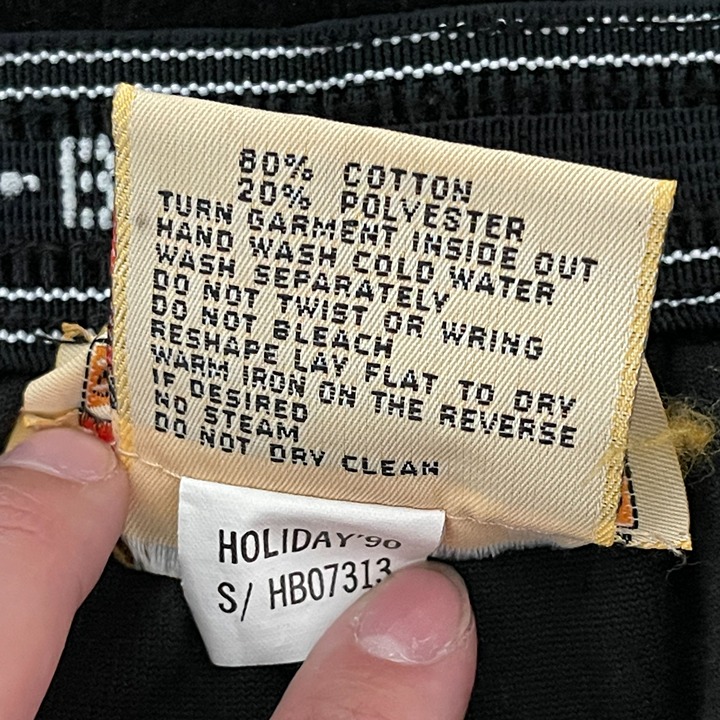 80% COTTON
20% POLYESTER
TURN GARMENT INSIDE OUT
HAND WASH COLD WATER
WASH SEPARATELY
DO NOT TWIST OR WRING
DO NOT BLEACH
RESHAPE LAY FLAT TO DRY
WARM IRON ON THE REVERSE
IF DESIRED
NO STEAM
DO NOT DRY CLEAN
HOLIDAY'90
S/ HB07313